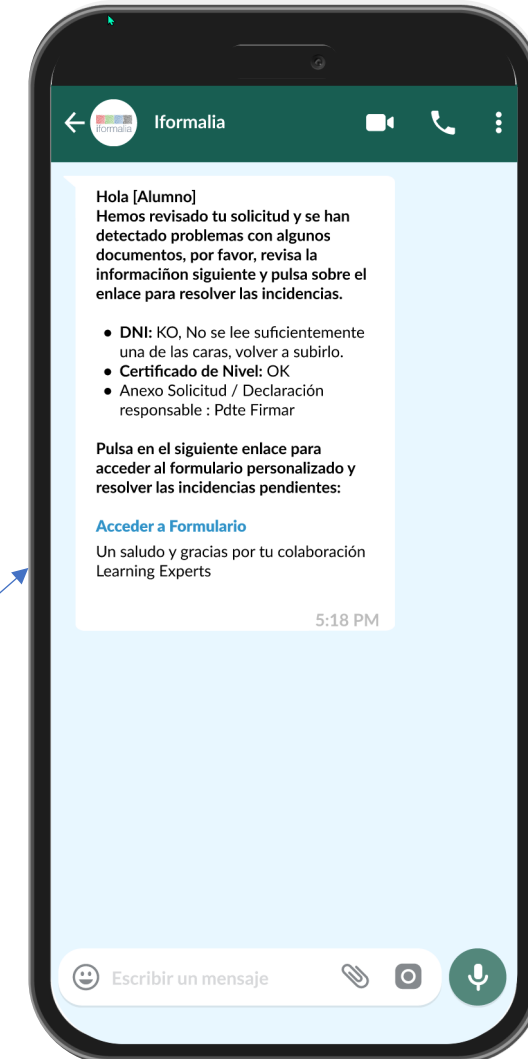 iformalia
Iformalia
Hola [Alumno]
Hemos revisado tu solicitud y se han
detectado problemas con algunos
documentos, por favor, revisa la
informaciñon siguiente y pulsa sobre el
enlace para resolver las incidencias.
• DNI: KO, No se lee suficientemente
una de las caras, volver a subirlo.
• Certificado de Nivel: OK
• Anexo Solicitud / Declaración
responsable : Pdte Firmar
Pulsa en el siguiente enlace para
acceder al formulario personalizado y
resolver las incidencias pendientes:
Acceder a Formulario
Un saludo y gracias por tu colaboración
Learning Experts
5:18 PM
Escribir un mensaje